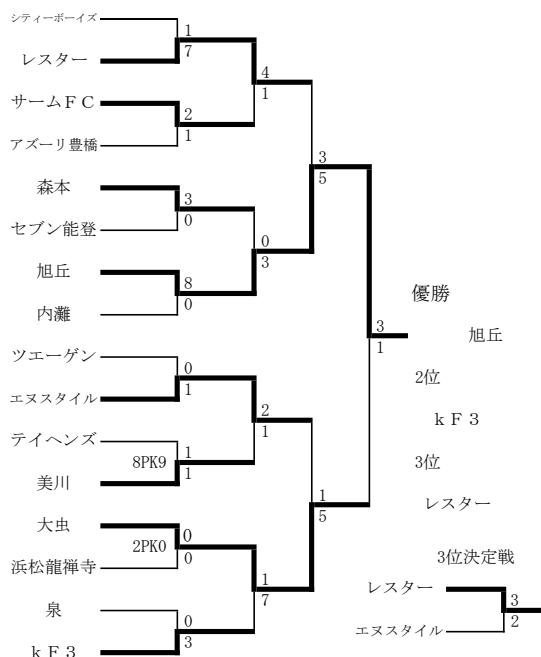 シティーボーイズ
1
レスター
7
4
サームＦＣ
1
2
アズーリ豊橋
1
3
森本
5
3
セブン能登
0
0
旭丘
3
8
内灘
0
優勝
3
旭丘
1
ツエーゲン
0
2位
エヌスタイル
1
2
ｋＦ３
テイヘンズ
1
8PK9
1
3位
美川
1
1
レスター
大虫
5
2PK0
0
3位決定戦
浜松龍禅寺
0
1
レスター
泉
7
3
0
エヌスタイル
2
ｋＦ３
3